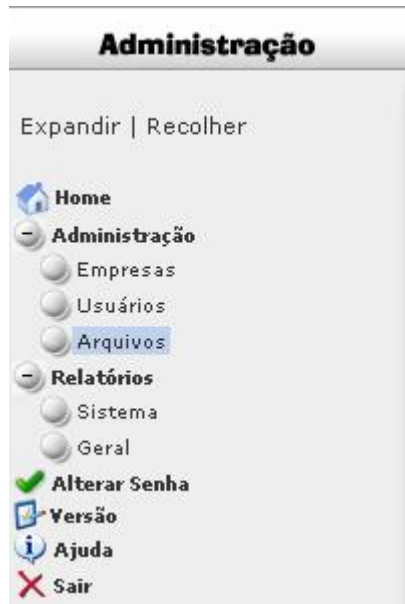 Administração
Expandir | Recolher
Home
Administração
Empresas
Usuários
Arquivos
Relatórios
Sistema
Geral
Alterar Senha
Versão
Ajuda
Sair